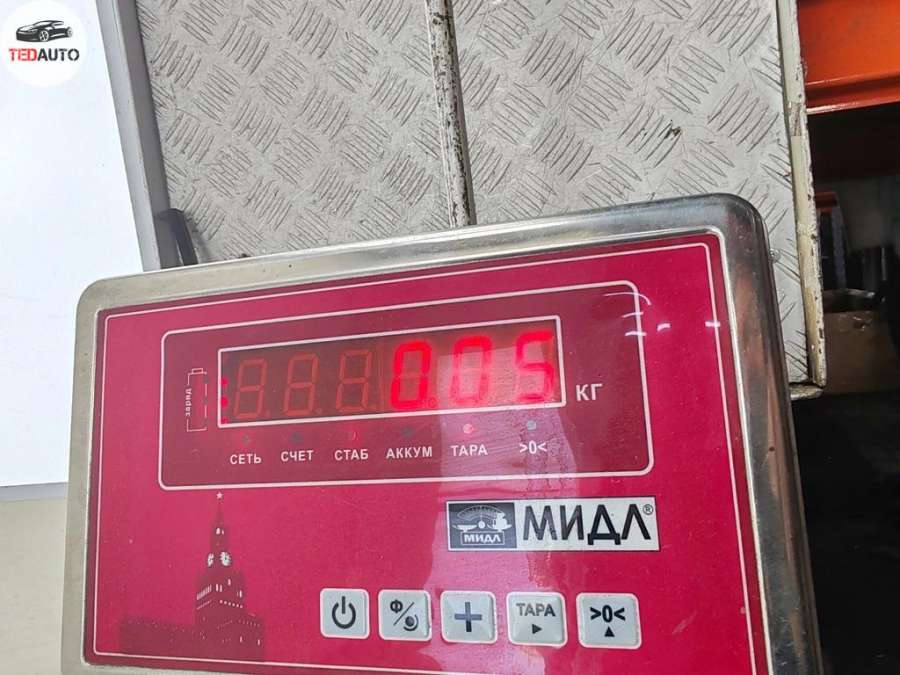 TEDAUTO
заряд
0.05 КГ
СЕТЬ СЧЕТ СТАБ АККУМ ТАРА >0<
МИДЛ МИДЛ®
Ф ТАРА >0<